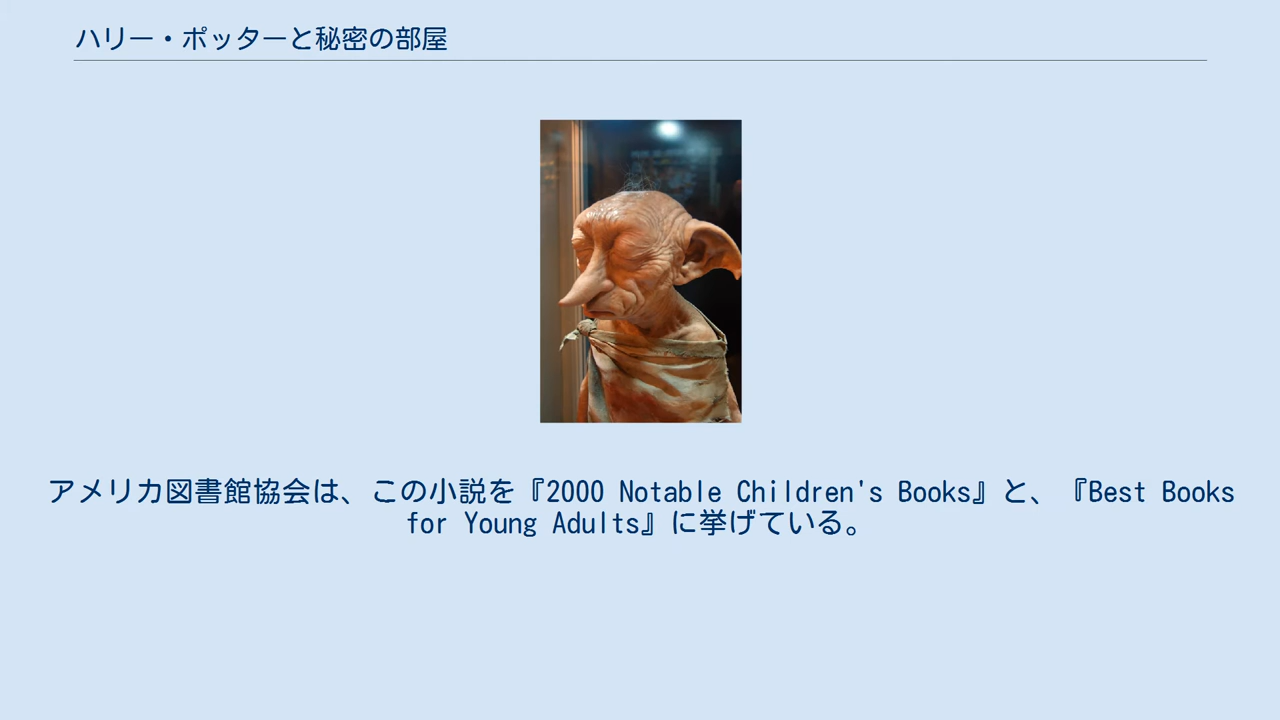 ハリー・ポッターと秘密の部屋
アメリカ図書館協会は、この小説を『2000 Notable Children's Books』と、『Best Books
for Young Adults』に挙げている。